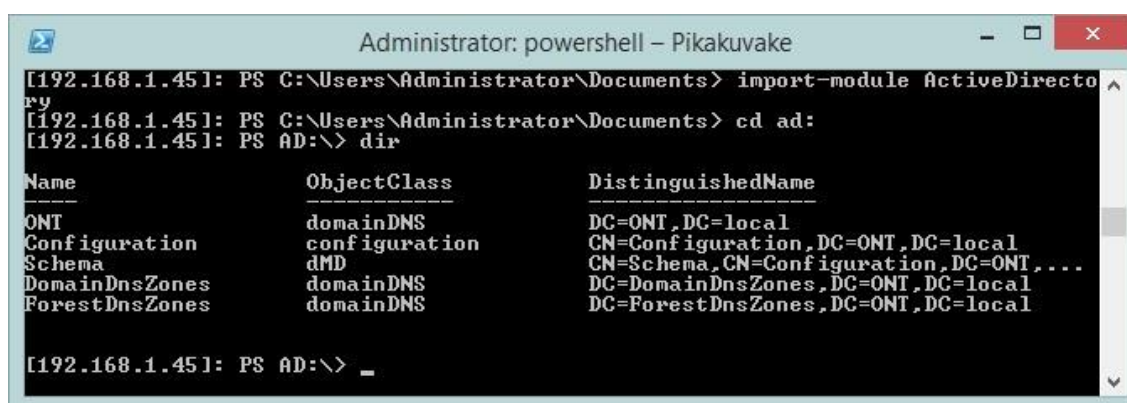 Administrator: powershell – Pikakuvake
[192.168.1.45]: PS C:\Users\Administrator\Documents> import-module ActiveDirecto
ry
[192.168.1.45]: PS C:\Users\Administrator\Documents> cd ad:
[192.168.1.45]: PS AD:\> dir
Name ObjectClass DistinguishedName
---- ----------- -----------------
ONT domainDNS DC=ONT,DC=local
Configuration configuration CN=Configuration,DC=ONT,DC=local
Schema dMD CN=Schema,CN=Configuration,DC=ONT,...
DomainDnsZones domainDNS DC=DomainDnsZones,DC=ONT,DC=local
ForestDnsZones domainDNS DC=ForestDnsZones,DC=ONT,DC=local
[192.168.1.45]: PS AD:\> _